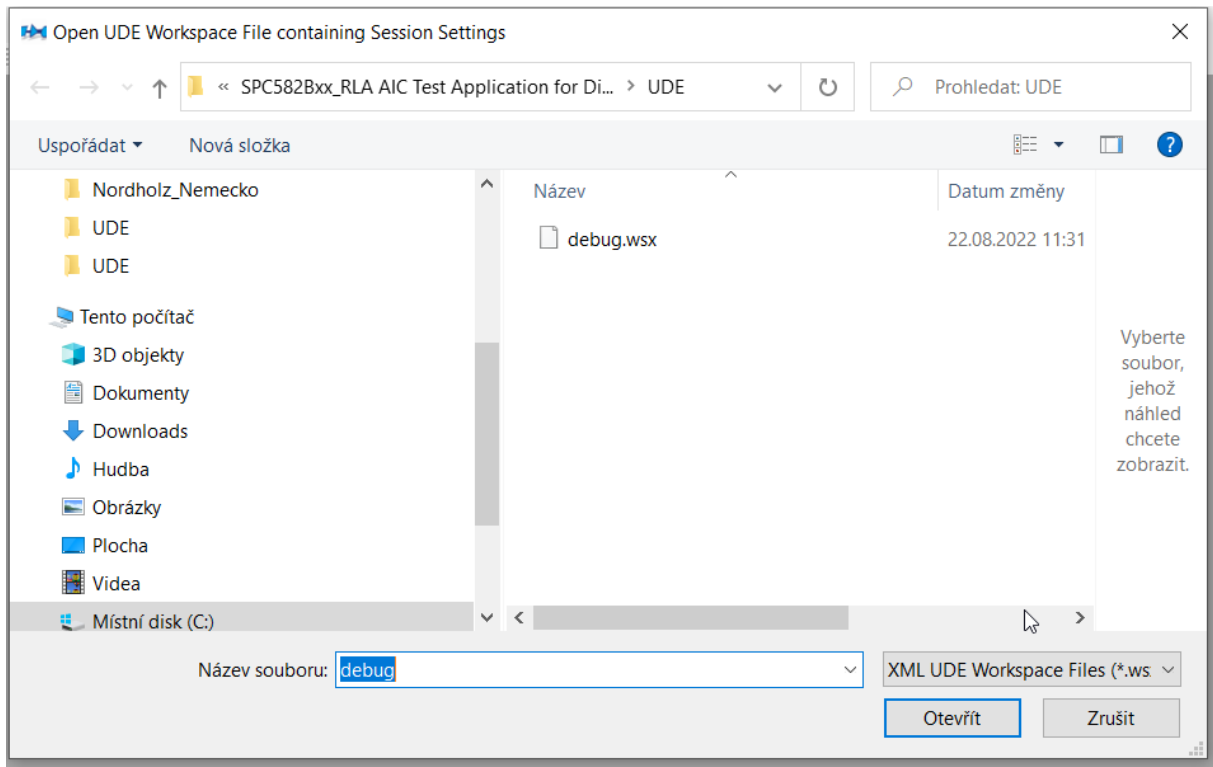 Open UDE Workspace File containing Session Settings
« SPC582Bxx_RLA AIC Test Application for Di... > UDE
Prohledat: UDE
Uspořádat
Nová složka
?
Nordholz_Nemecko
UDE
UDE
Tento počítač
3D objekty
Dokumenty
Downloads
Hudba
Obrázky
Plocha
Videa
Místní disk (C:)
Název
Datum změny
debug.wsx
22.08.2022 11:31
Vyberte
soubor,
jehož
náhled
chcete
zobrazit.
Název souboru:
debug
XML UDE Workspace Files (*.ws
Otevřít
Zrušit